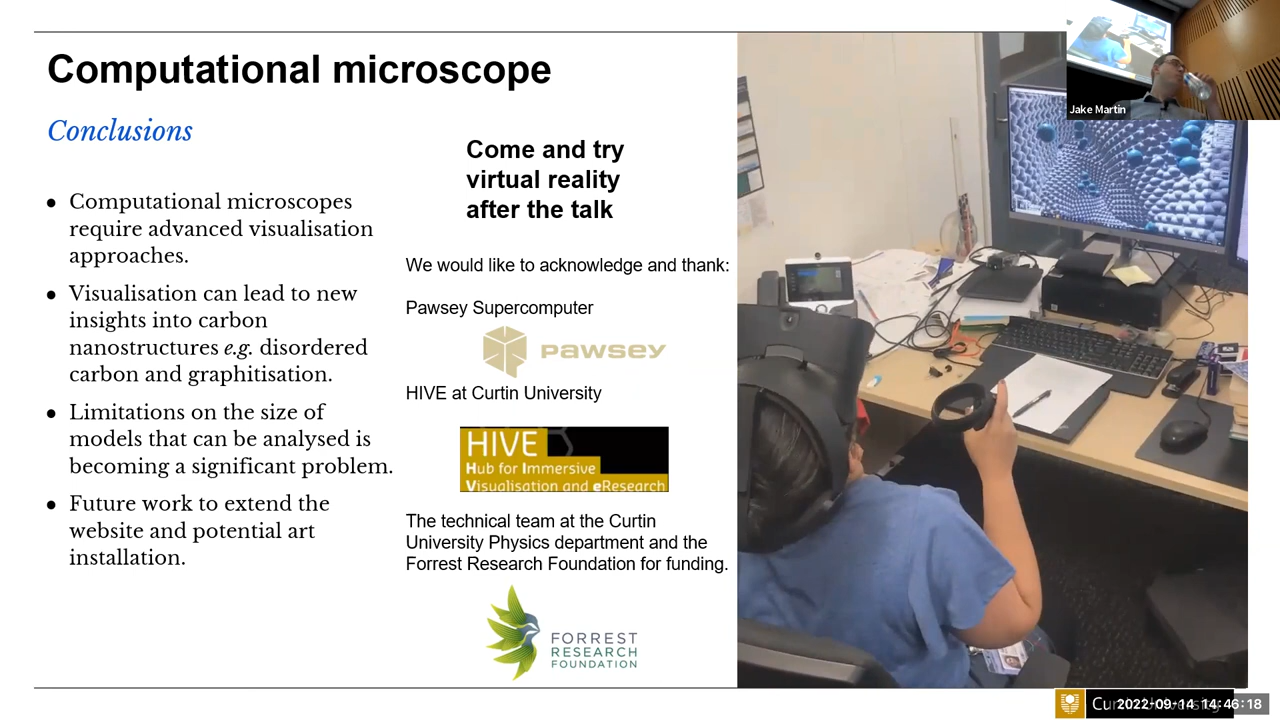 Computational microscope
Conclusions
● Computational microscopes
require advanced visualisation
approaches.
● Visualisation can lead to new
insights into carbon
nanostructures e.g. disordered
carbon and graphitisation.
● Limitations on the size of
models that can be analysed is
becoming a significant problem.
● Future work to extend the
website and potential art
installation.
Come and try
virtual reality
after the talk
We would like to acknowledge and thank:
Pawsey Supercomputer
PAWSEY
HIVE at Curtin University
HIVE
Hub for Immersive
Visualisation and eResearch
The technical team at the Curtin
University Physics department and the
Forrest Research Foundation for funding.
FORREST
RESEARCH
FOUNDATION
Jake Martin
2022-09-14 14:46:18